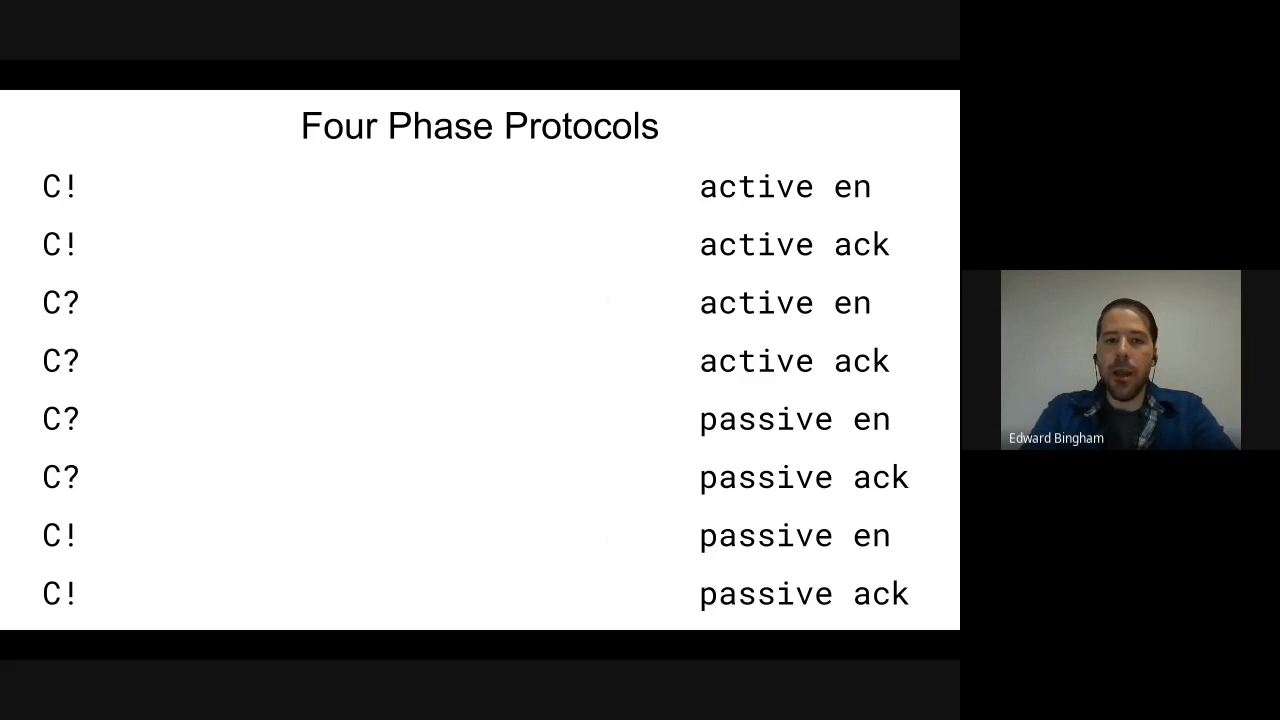 Four Phase Protocols
C! active en
C! active ack
C? active en
C? active ack
C? passive en
C? passive ack
C! passive en
C! passive ack
Edward Bingham